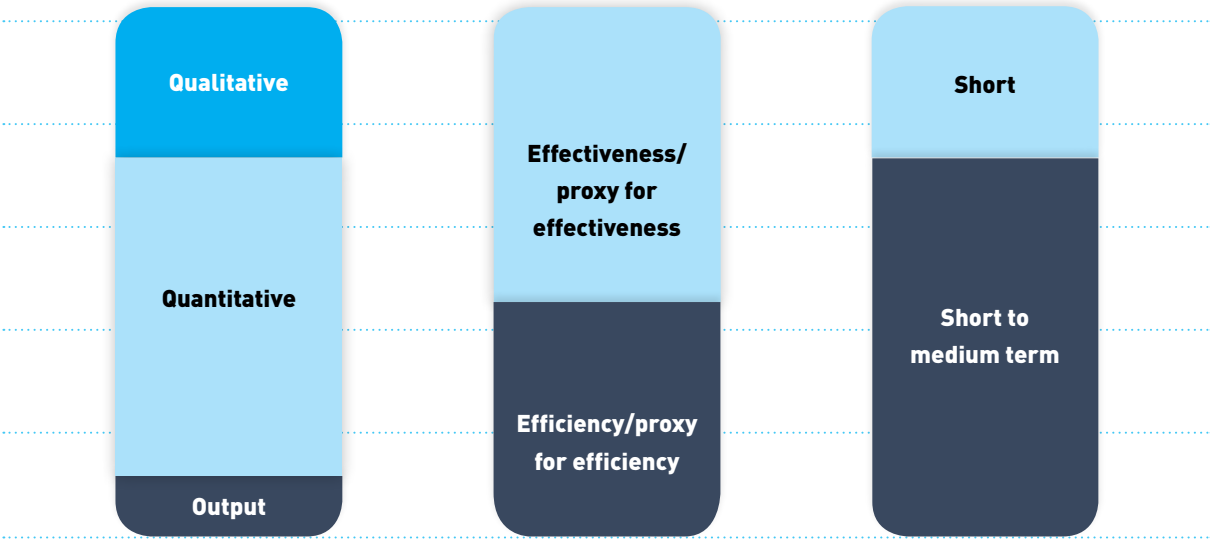 Qualitative
Quantitative
Output
Effectiveness/
proxy for
effectiveness
Efficiency/proxy
for efficiency
Short
Short to
medium term